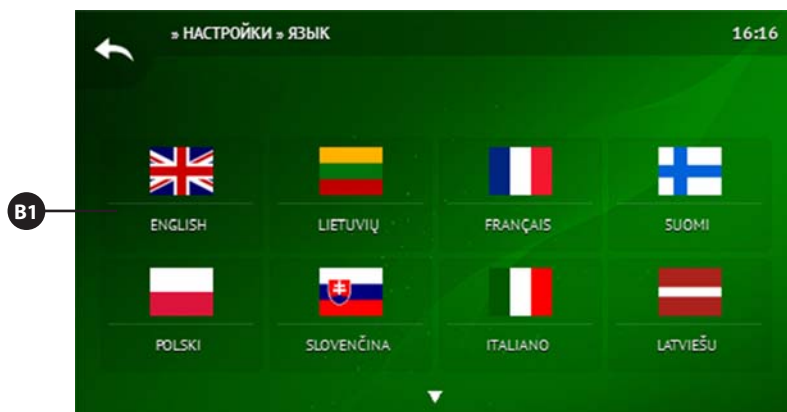 » НАСТРОЙКИ » ЯЗЫК 16:16
B1
ENGLISH LIETUVIŲ FRANÇAIS SUOMI
POLSKI SLOVENČINA ITALIANO LATVIEŠU